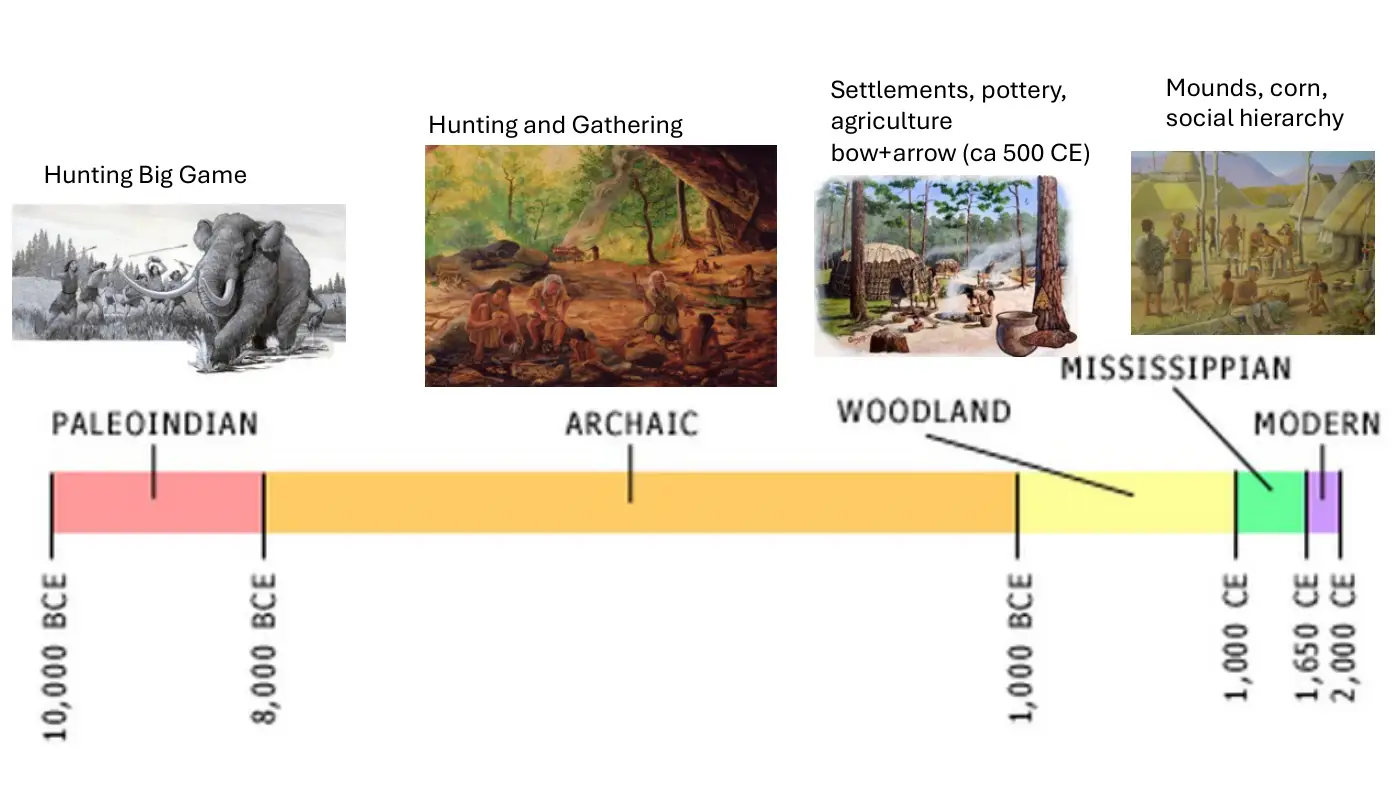 Hunting Big Game
Hunting and Gathering
Settlements, pottery,
agriculture
bow+arrow (ca 500 CE)
Mounds, corn,
social hierarchy
PALEOINDIAN
ARCHAIC
WOODLAND
MISSISSIPPIAN
MODERN
10,000 BCE
8,000 BCE
1,000 BCE
1,000 CE
1,650 CE
2,000 CE